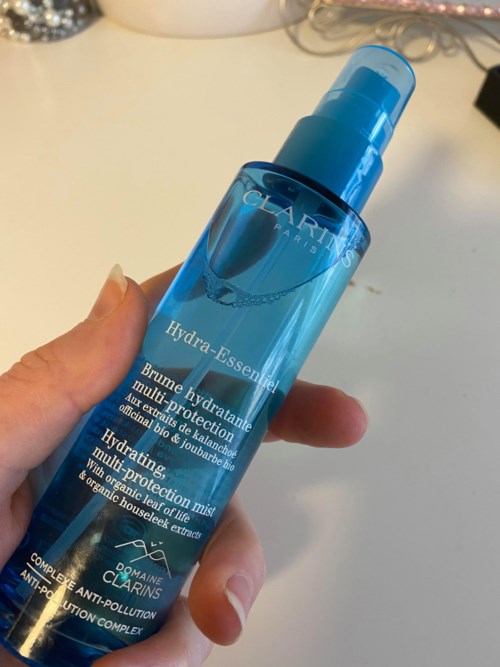 CLARINS
PARIS
Hydra-Essentiel
Brume hydratante
multi-protection
Aux extraits de kalanchoé
officinal bio & joubarbe bio
Hydrating,
multi-protection mist
With organic leaf of life
& organic houseleek extracts
DOMAINE
CLARINS
COMPLEXE ANTI-POLLUTION
ANTI-POLLUTION COMPLEX